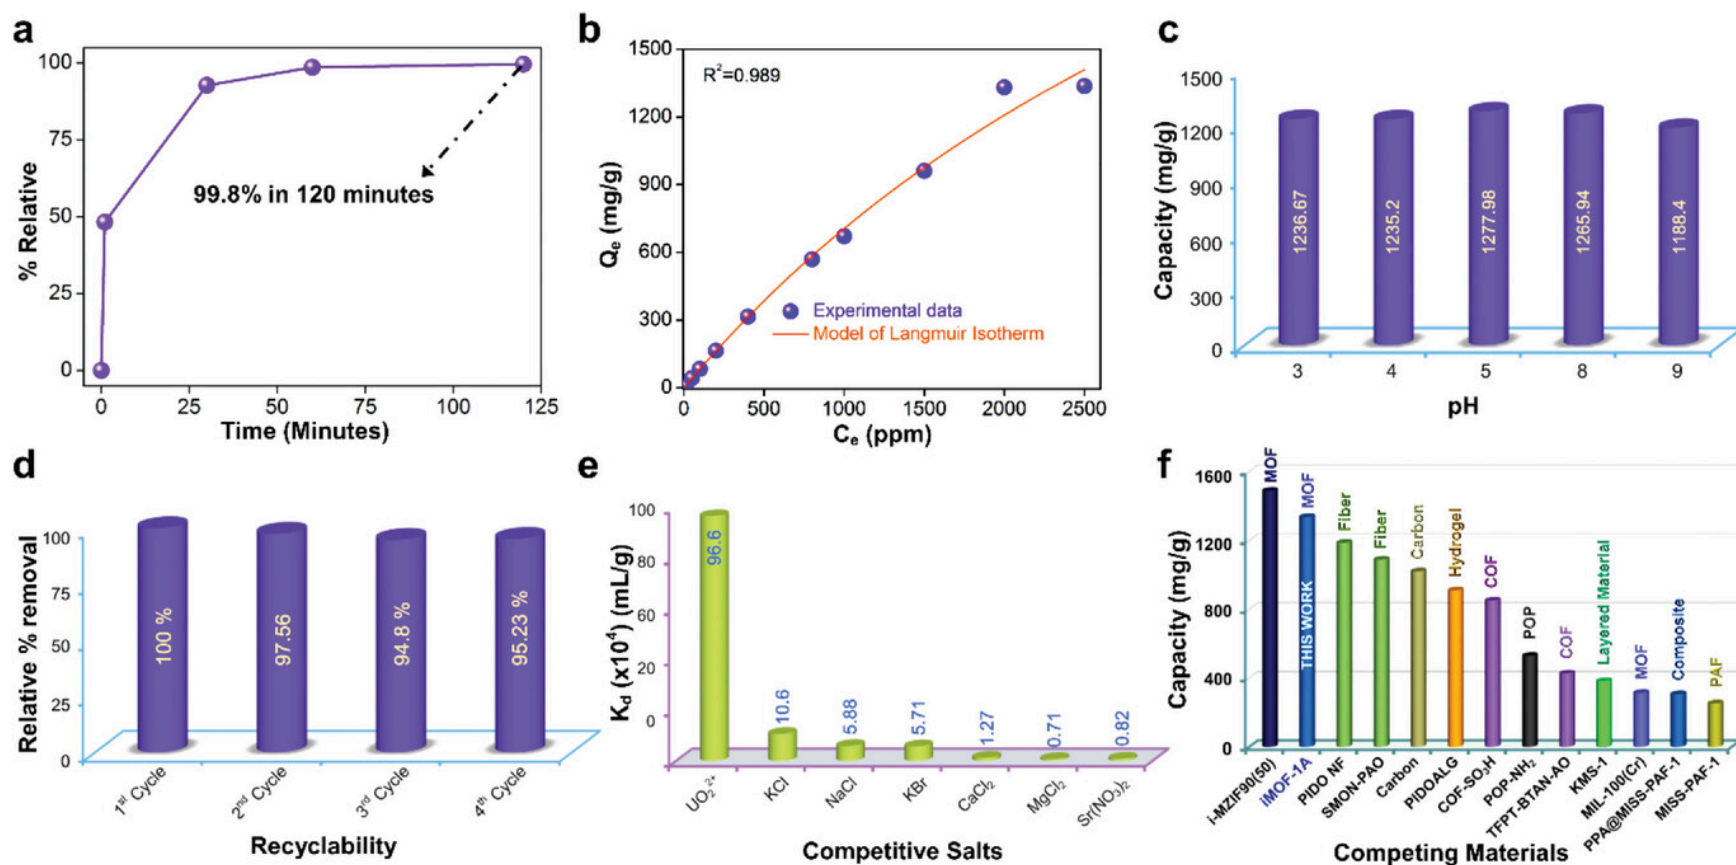 a
% Relative
100
75
50
25
0
0
25
50
75
100
125
99.8% in 120 minutes
Time (Minutes)
b
Qe (mg/g)
1500
1200
900
600
300
0
R²=0.989
Experimental data
Model of Langmuir Isotherm
0
500
1000
1500
2000
2500
Cₑ (ppm)
c
Capacity (mg/g)
1500
1200
900
600
300
0
1236.67
1235.2
1277.98
1265.94
1188.4
3
4
5
8
9
pH
d
Relative % removal
100
75
50
25
0
100 %
97.56
94.8 %
95.23 %
1st Cycle
2nd Cycle
3rd Cycle
4th Cycle
Recyclability
e
Kd (x10⁴) (mL/g)
100
80
60
20
0
96.6
10.6
5.88
5.71
1.27
0.71
0.82
UO₂²⁺
KCl
NaCl
KBr
CaCl₂
MgCl₂
Sr(NO₃)₂
Competitive Salts
f
Capacity (mg/g)
1600
1200
800
400
0
MOF
MOF
Fiber
Fiber
Carbon
Hydrogel
COF
POP
COF
Layered Material
MOF
Composite
PAF
THIS WORK
i-MZIF90(50)
iMOF-1A
PIDO NF
SMON-PAO
Carbon
PIDOALG
COF-SO₃H
POP-NH₂
TFPT-BTAN-AO
KMS-1
MIL-100(Cr)
PPA@MISS-PAF-1
MISS-PAF-1
Competing Materials